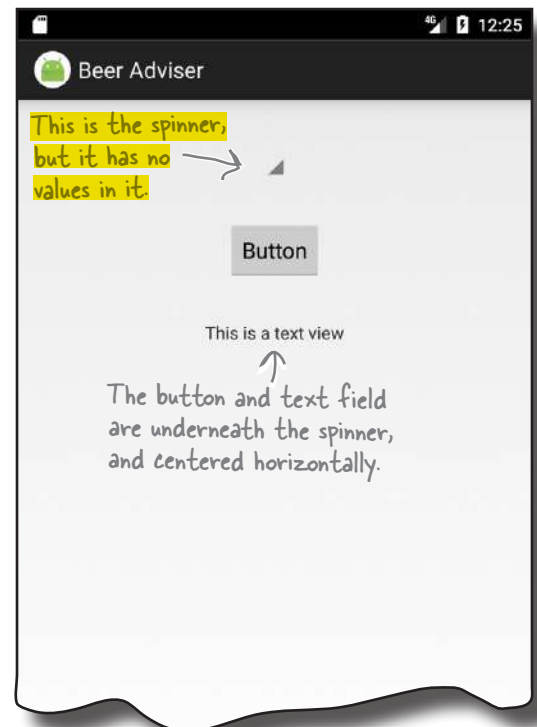 4G 12:25
Beer Adviser
This is the spinner,
but it has no
values in it.
Button
This is a text view
The button and text field
are underneath the spinner,
and centered horizontally.